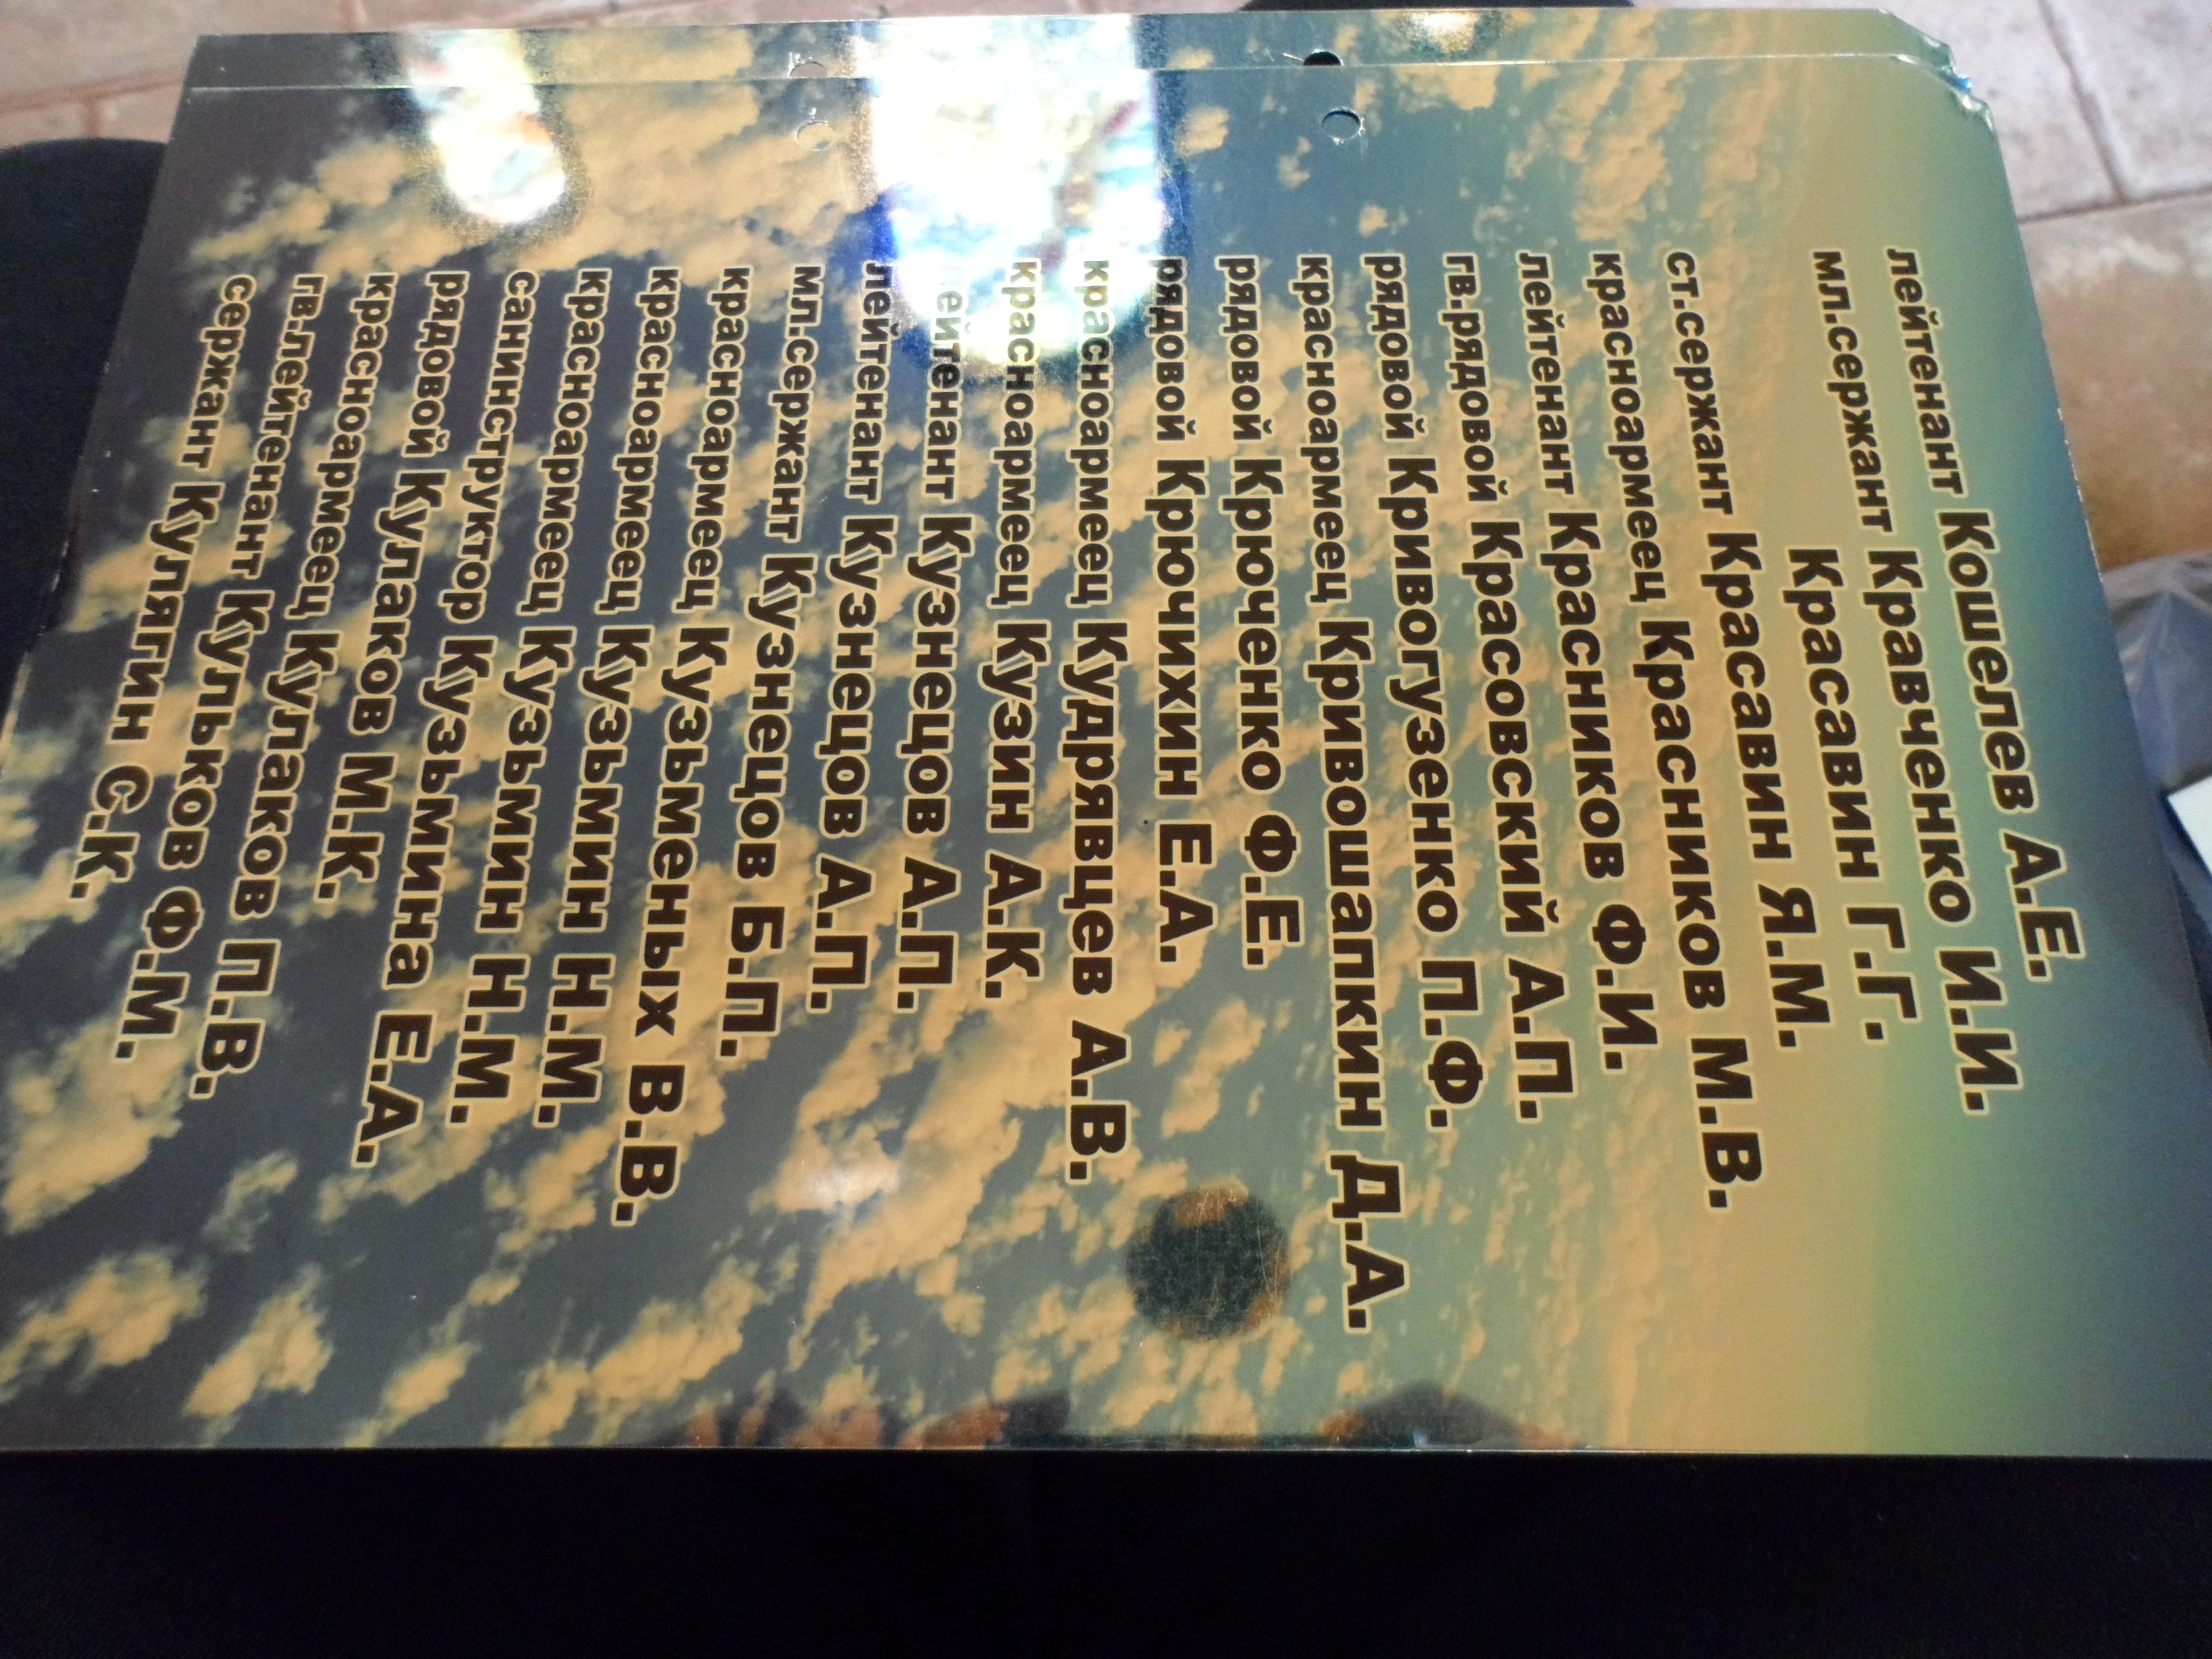 лейтенант Кошелев А.Е.
мл.сержант Кравченко И.И.
Красавин Г.Г.
ст.сержант Красавин Я.М.
красноармеец Красников М.В.
лейтенант Красников Ф.И.
гв.рядовой Красовский А.П.
рядовой Кривогузенко П.Ф.
красноармеец Кривошапкин Д.А.
рядовой Крюченко Ф.Е.
рядовой Крючихин Е.А.
красноармеец Кудрявцев А.В.
красноармеец Кузин А.К.
лейтенант Кузнецов А.П.
лейтенант Кузнецов А.П.
мл.сержант Кузнецов Б.П.
красноармеец Кузьменых В.В.
красноармеец Кузьмин Н.М.
красноармеец Кузьмин Н.М.
санинструктор Кузьмина Е.А.
рядовой Кулаков М.К.
красноармеец Кулаков П.В.
гв.лейтенант Кульков Ф.М.
сержант Кулягин С.К.